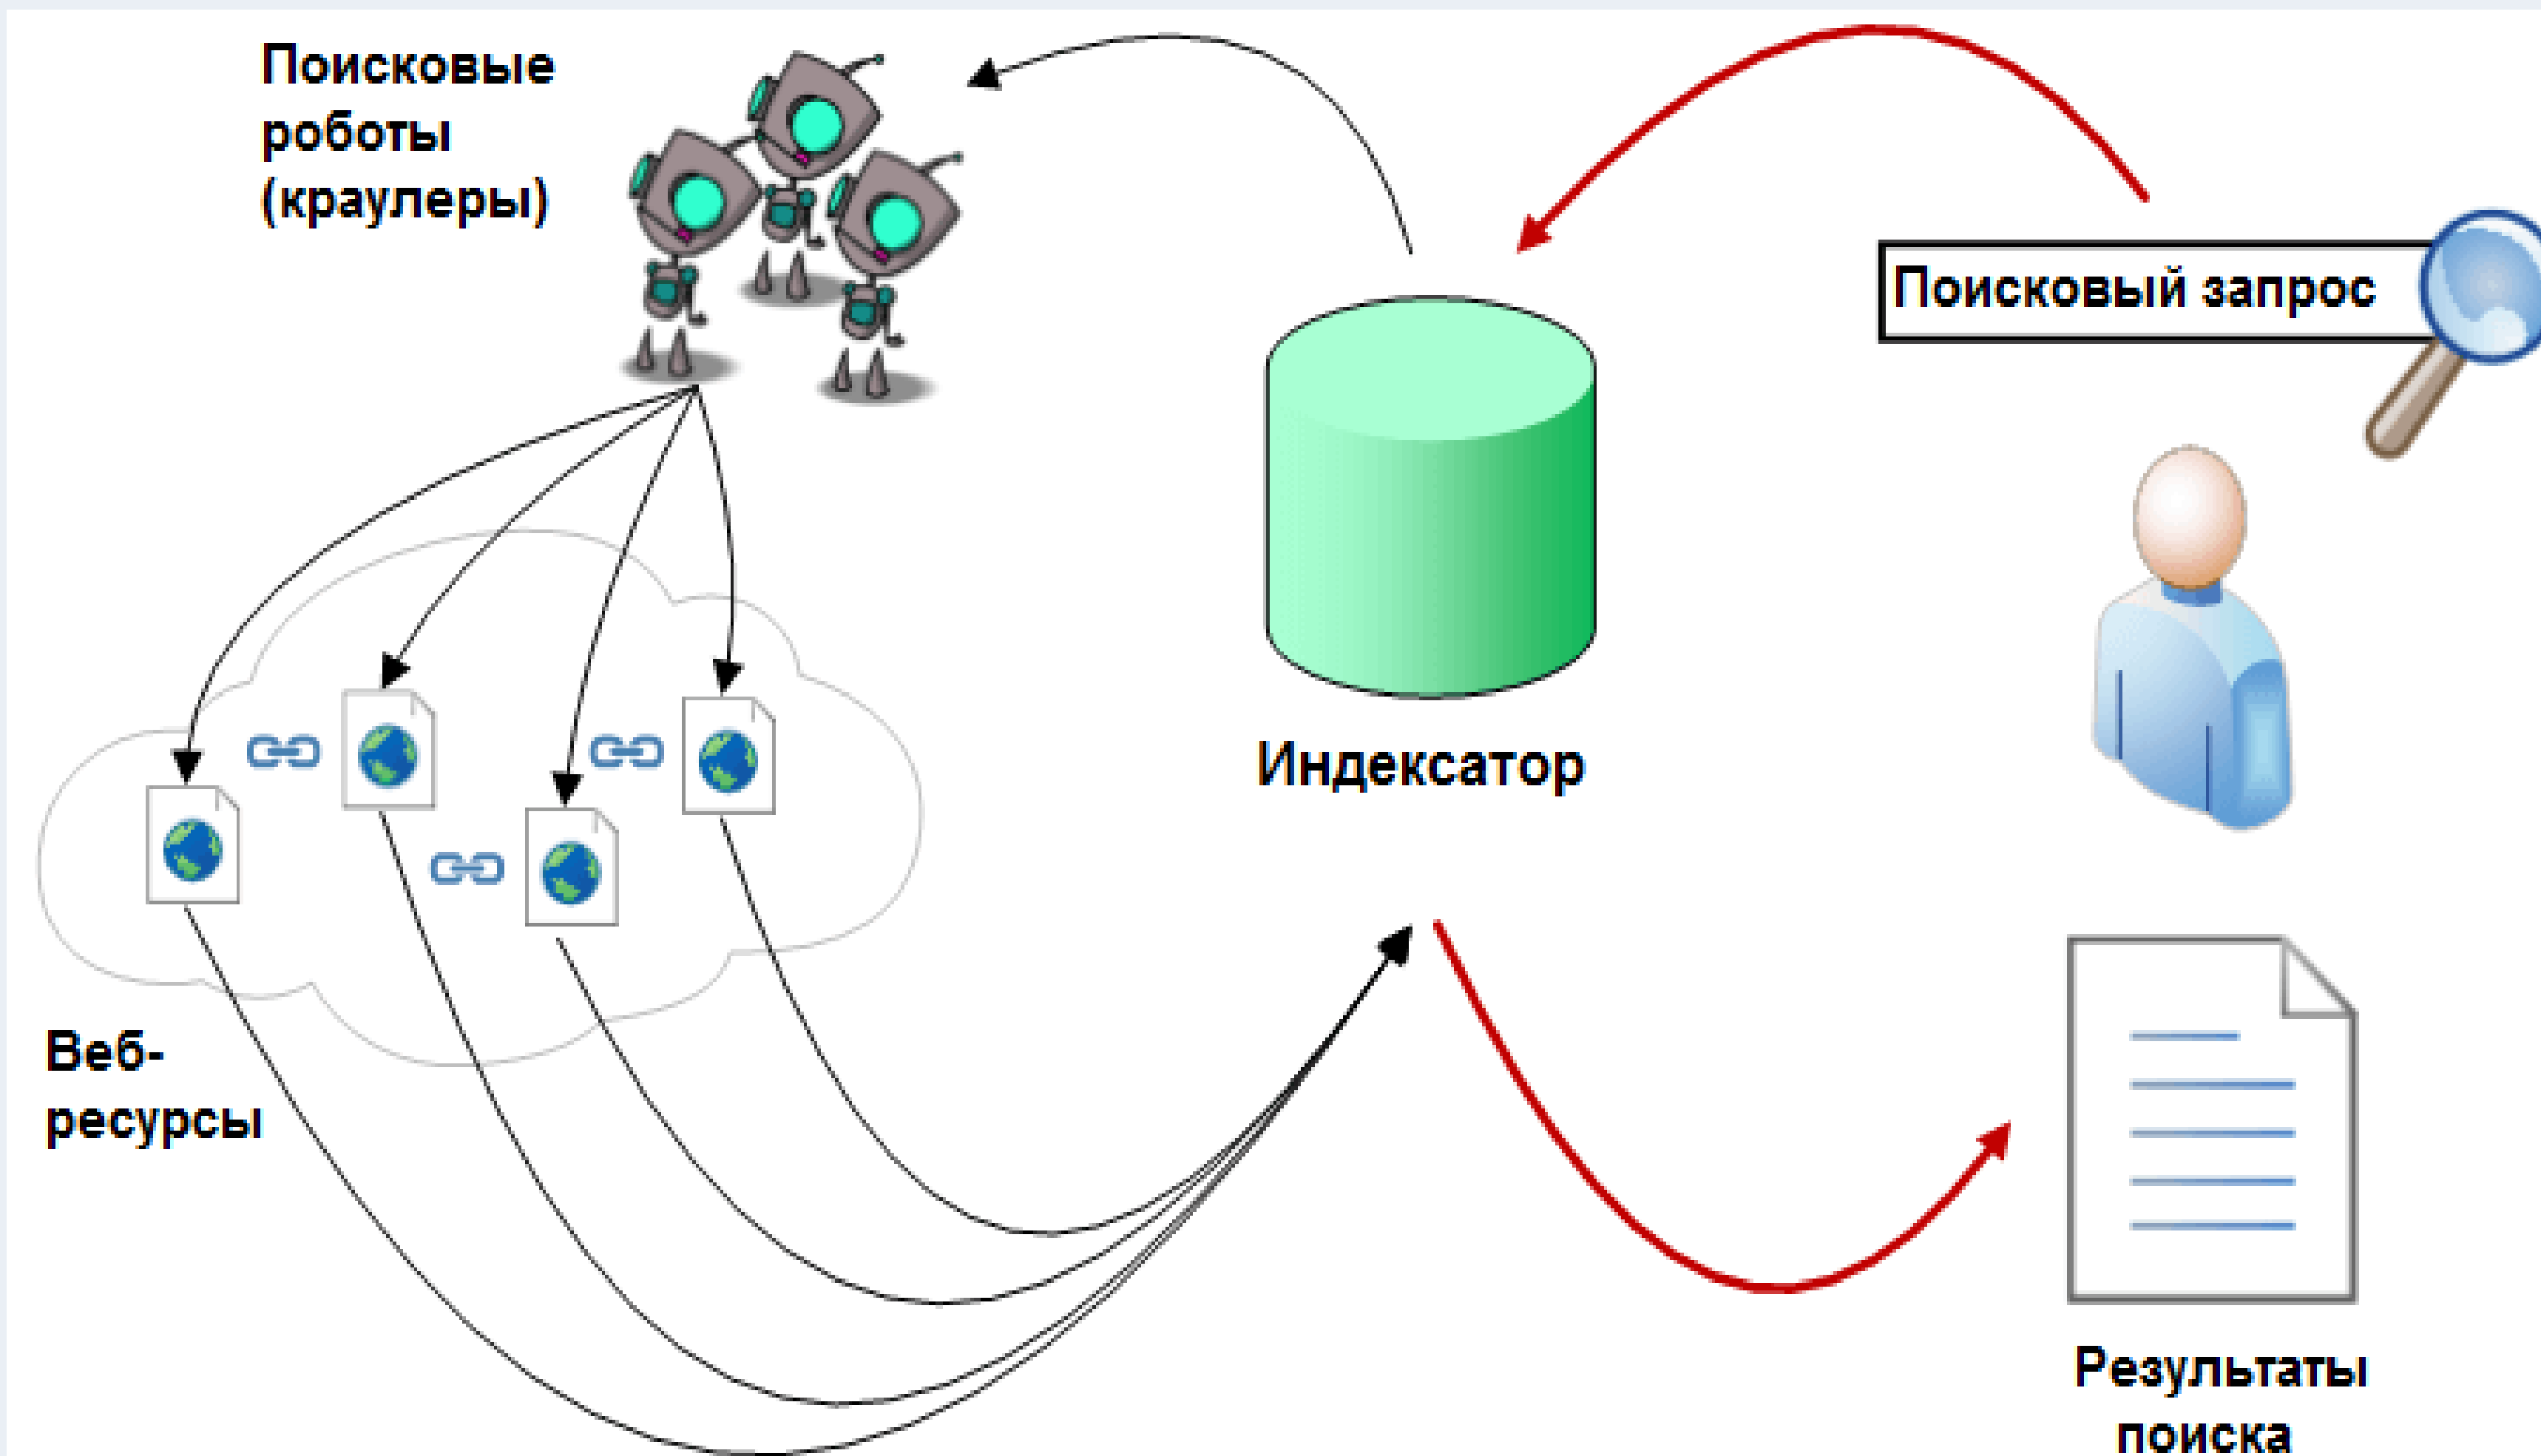 Поисковые
роботы
(краулеры)
Поисковый запрос
Индексатор
Веб-
ресурсы
Результаты
поиска